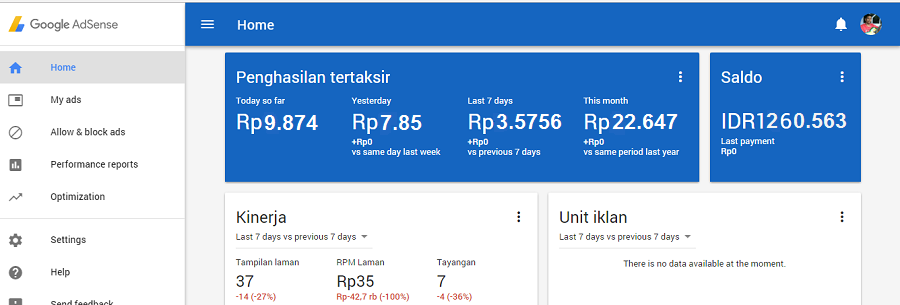 Google AdSense
Home
Home
My ads
Allow & block ads
Performance reports
Optimization
Settings
Help
Send feedback
Penghasilan tertaksir
Today so far
Yesterday
Last 7 days
This month
Rp9.874
Rp7.85
Rp3.5756
Rp22.647
+Rp0
+Rp0
+Rp0
vs same day last week
vs previous 7 days
vs same period last year
Saldo
IDR1260.563
Last payment
Rp0
Kinerja
Last 7 days vs previous 7 days
Tampilan laman
RPM Laman
Tayangan
37
Rp35
7
-14 (-27%)
Rp-42,7 rb (-100%)
-4 (-36%)
Unit iklan
Last 7 days vs previous 7 days
There is no data available at the moment.